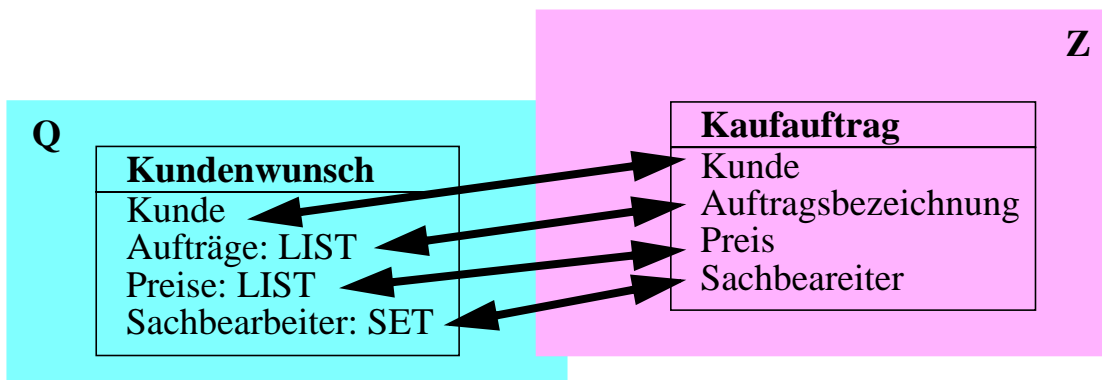 Q
Kundenwunsch
Kunde
Aufträge: LIST
Preise: LIST
Sachbearbeiter: SET
Z
Kaufauftrag
Kunde
Auftragsbezeichnung
Preis
Sachbeareiter